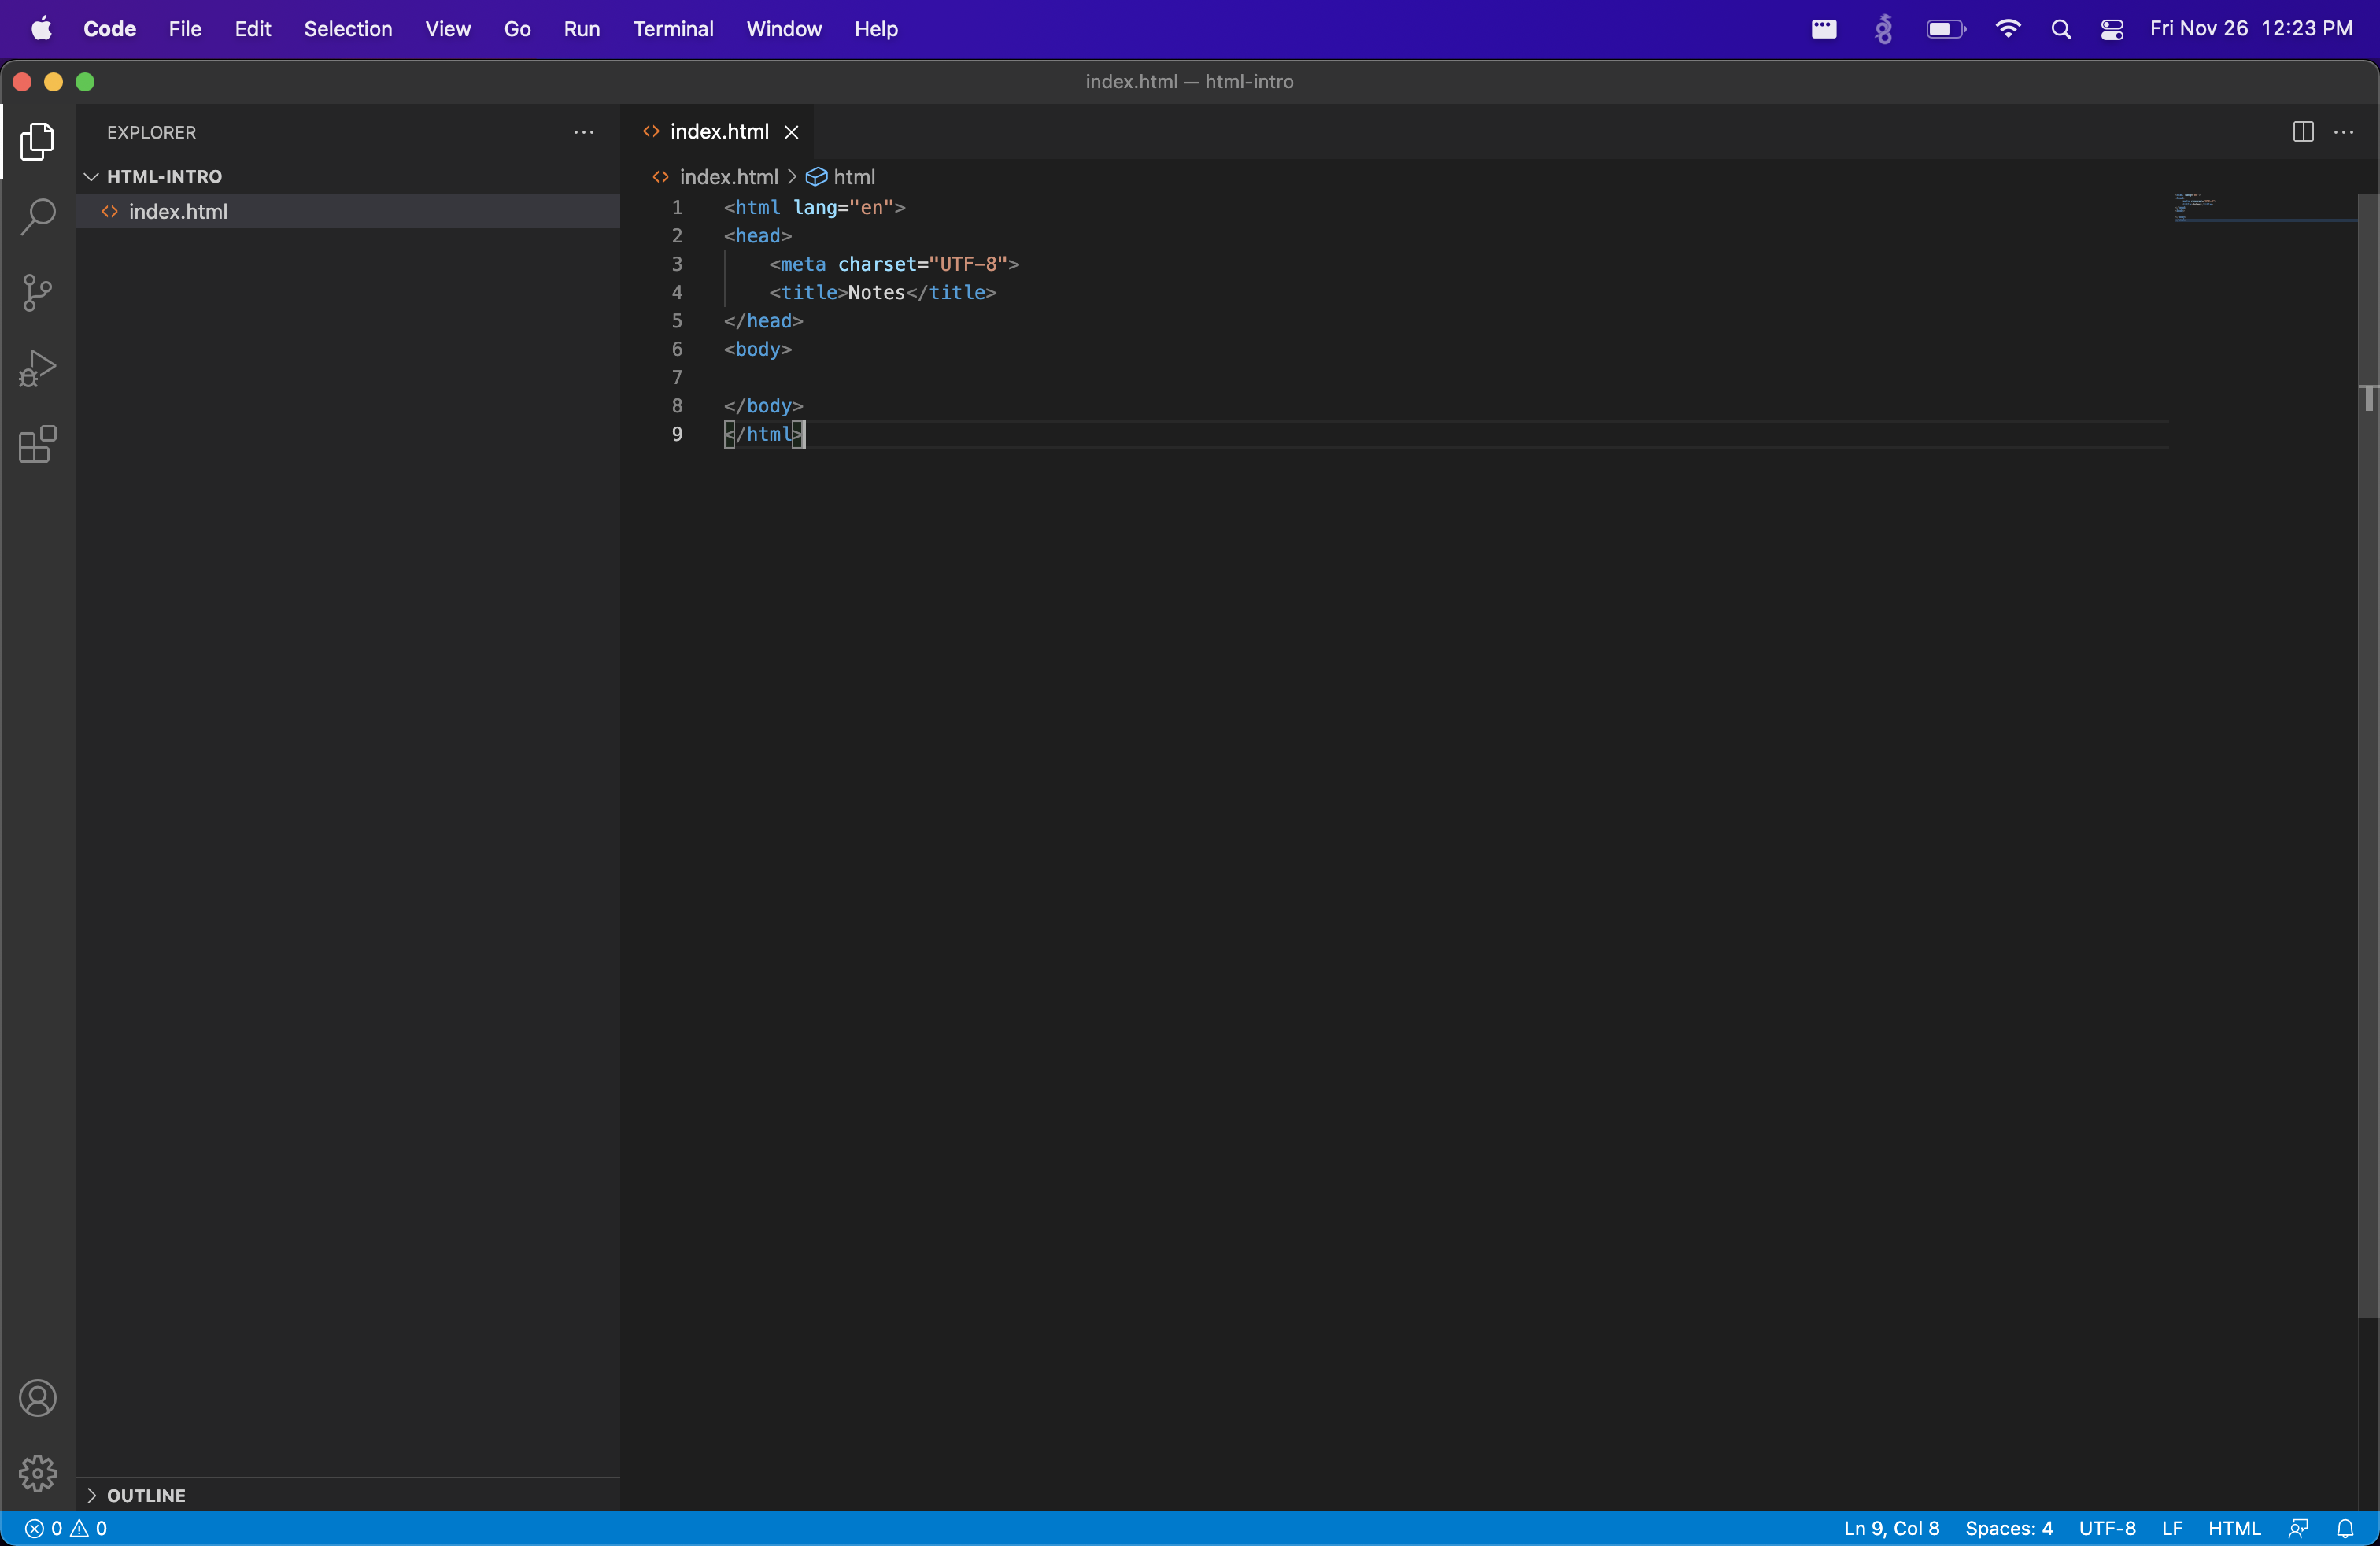 Code File Edit Selection View Go Run Terminal Window Help Fri Nov 26 12:23 PM
index.html — html-intro
EXPLORER
index.html
HTML-INTRO
index.html > html
index.html
1 <html lang="en">
2 <head>
3     <meta charset="UTF-8">
4     <title>Notes</title>
5 </head>
6 <body>
7
8 </body>
9 </html>
OUTLINE
0 0 Ln 9, Col 8 Spaces: 4 UTF-8 LF HTML